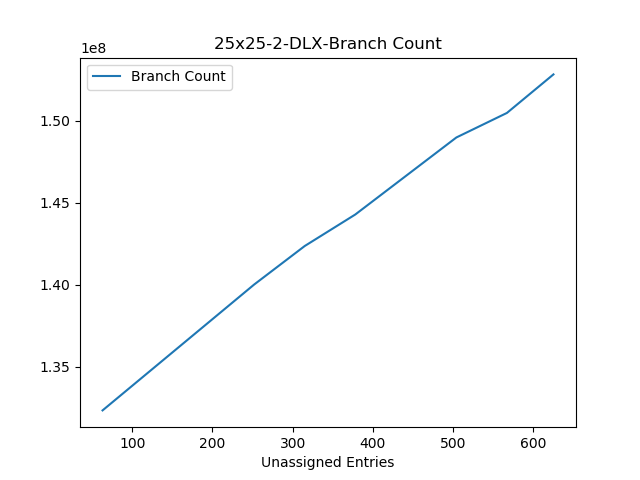 25x25-2-DLX-Branch Count
1e8
Branch Count
1.50
1.45
1.40
1.35
100 200 300 400 500 600
Unassigned Entries